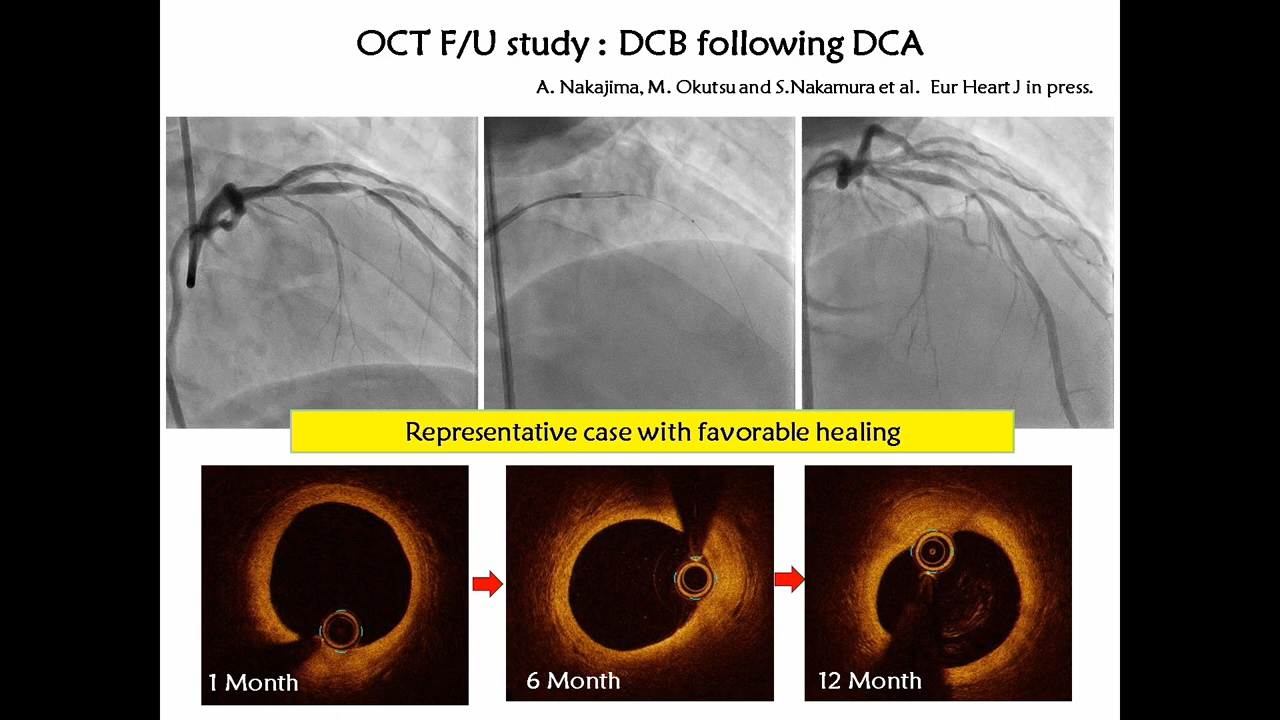 OCT F/U study : DCB following DCA
A. Nakajima, M. Okutsu and S.Nakamura et al. Eur Heart J in press.
Representative case with favorable healing
1 Month
6 Month
12 Month